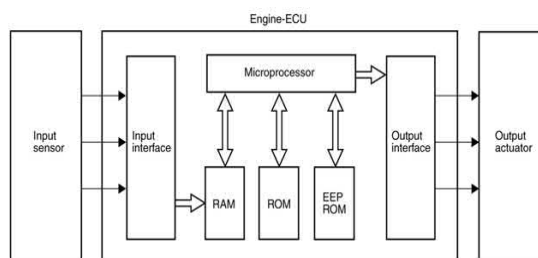 Engine-ECU
Microprocessor
Input
sensor
Input
interface
Output
interface
Output
actuator
RAM
ROM
EEP
ROM